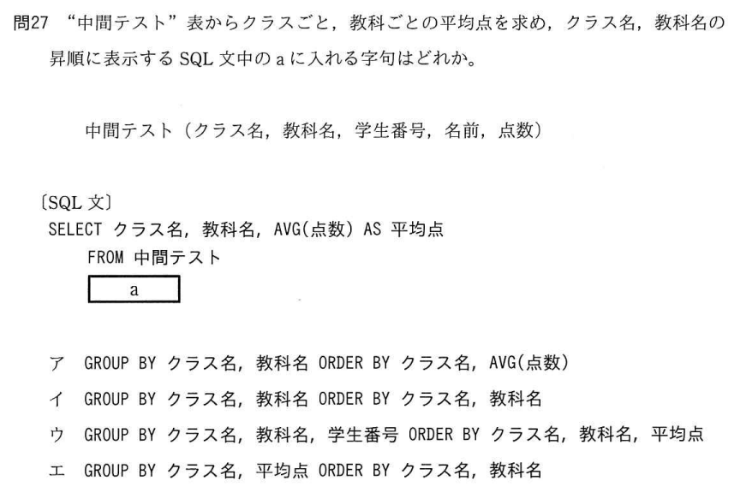 問27 “中間テスト”表からクラスごと，教科ごとの平均点を求め，クラス名，教科名の
昇順に表示する SQL 文中の a に入れる字句はどれか。
中間テスト（クラス名，教科名，学生番号，名前，点数）
〔SQL 文〕
SELECT クラス名, 教科名, AVG(点数) AS 平均点
FROM 中間テスト
a
ア GROUP BY クラス名, 教科名 ORDER BY クラス名, AVG(点数)
イ GROUP BY クラス名, 教科名 ORDER BY クラス名, 教科名
ウ GROUP BY クラス名, 教科名, 学生番号 ORDER BY クラス名, 教科名, 平均点
エ GROUP BY クラス名, 平均点 ORDER BY クラス名, 教科名